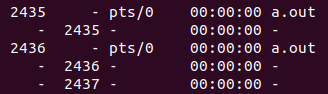 2435     - pts/0    00:00:00 a.out
   -  2435 -        00:00:00 -
2436     - pts/0    00:00:00 a.out
   -  2436 -        00:00:00 -
   -  2437 -        00:00:00 -